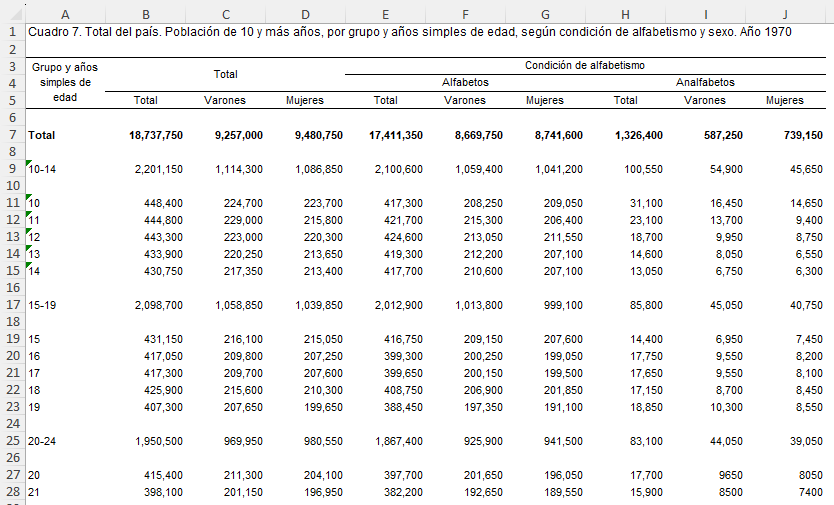 A B C D E F G H I J
1 Cuadro 7. Total del país. Población de 10 y más años, por grupo y años simples de edad, según condición de alfabetismo y sexo. Año 1970
2
3 Grupo y años simples de edad Total Condición de alfabetismo
4 Alfabetos Analfabetos
5 Total Varones Mujeres Total Varones Mujeres Total Varones Mujeres
6
7 Total 18,737,750 9,257,000 9,480,750 17,411,350 8,669,750 8,741,600 1,326,400 587,250 739,150
8
9 10-14 2,201,150 1,114,300 1,086,850 2,100,600 1,059,400 1,041,200 100,550 54,900 45,650
10
11 10 448,400 224,700 223,700 417,300 208,250 209,050 31,100 16,450 14,650
12 11 444,800 229,000 215,800 421,700 215,300 206,400 23,100 13,700 9,400
13 12 443,300 223,000 220,300 424,600 213,050 211,550 18,700 9,950 8,750
14 13 433,900 220,250 213,650 419,300 212,200 207,100 14,600 8,050 6,550
15 14 430,750 217,350 213,400 417,700 210,600 207,100 13,050 6,750 6,300
16
17 15-19 2,098,700 1,058,850 1,039,850 2,012,900 1,013,800 999,100 85,800 45,050 40,750
18
19 15 431,150 216,100 215,050 416,750 209,150 207,600 14,400 6,950 7,450
20 16 417,050 209,800 207,250 399,300 200,250 199,050 17,750 9,550 8,200
21 17 417,300 209,700 207,600 399,650 200,150 199,500 17,650 9,550 8,100
22 18 425,900 215,600 210,300 408,750 206,900 201,850 17,150 8,700 8,450
23 19 407,300 207,650 199,650 388,450 197,350 191,100 18,850 10,300 8,550
24
25 20-24 1,950,500 969,950 980,550 1,867,400 925,900 941,500 83,100 44,050 39,050
26
27 20 415,400 211,300 204,100 397,700 201,650 196,050 17,700 9650 8050
28 21 398,100 201,150 196,950 382,200 192,650 189,550 15,900 8500 7400